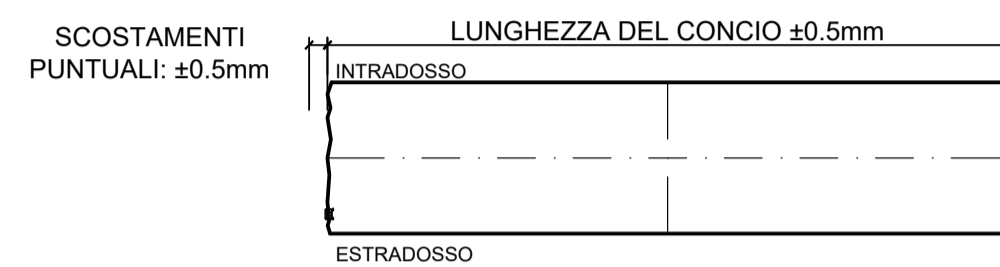 SCOSTAMENTI
PUNTUALI: ±0.5mm
LUNGHEZZA DEL CONCIO ±0.5mm
INTRADOSSO
ESTRADOSSO